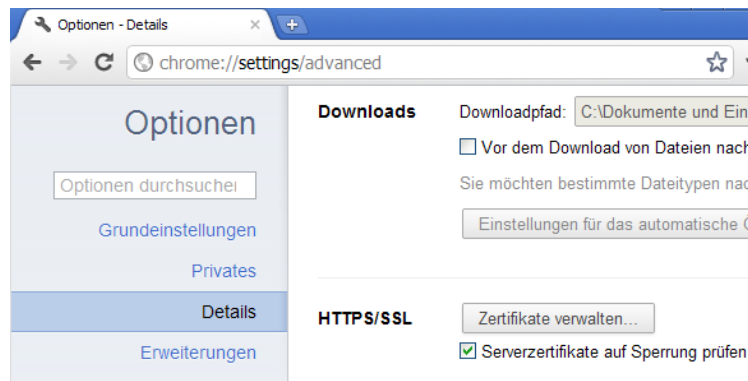 Optionen - Details
chrome://settings/advanced
Optionen
Optionen durchsuchen
Grundeinstellungen
Privates
Details
Erweiterungen
Downloads
Downloadpfad: C:\Dokumente und Ein
Vor dem Download von Dateien nach
Sie möchten bestimmte Dateitypen nac
Einstellungen für das automatische
HTTPS/SSL
Zertifikate verwalten...
Serverzertifikate auf Sperrung prüfen